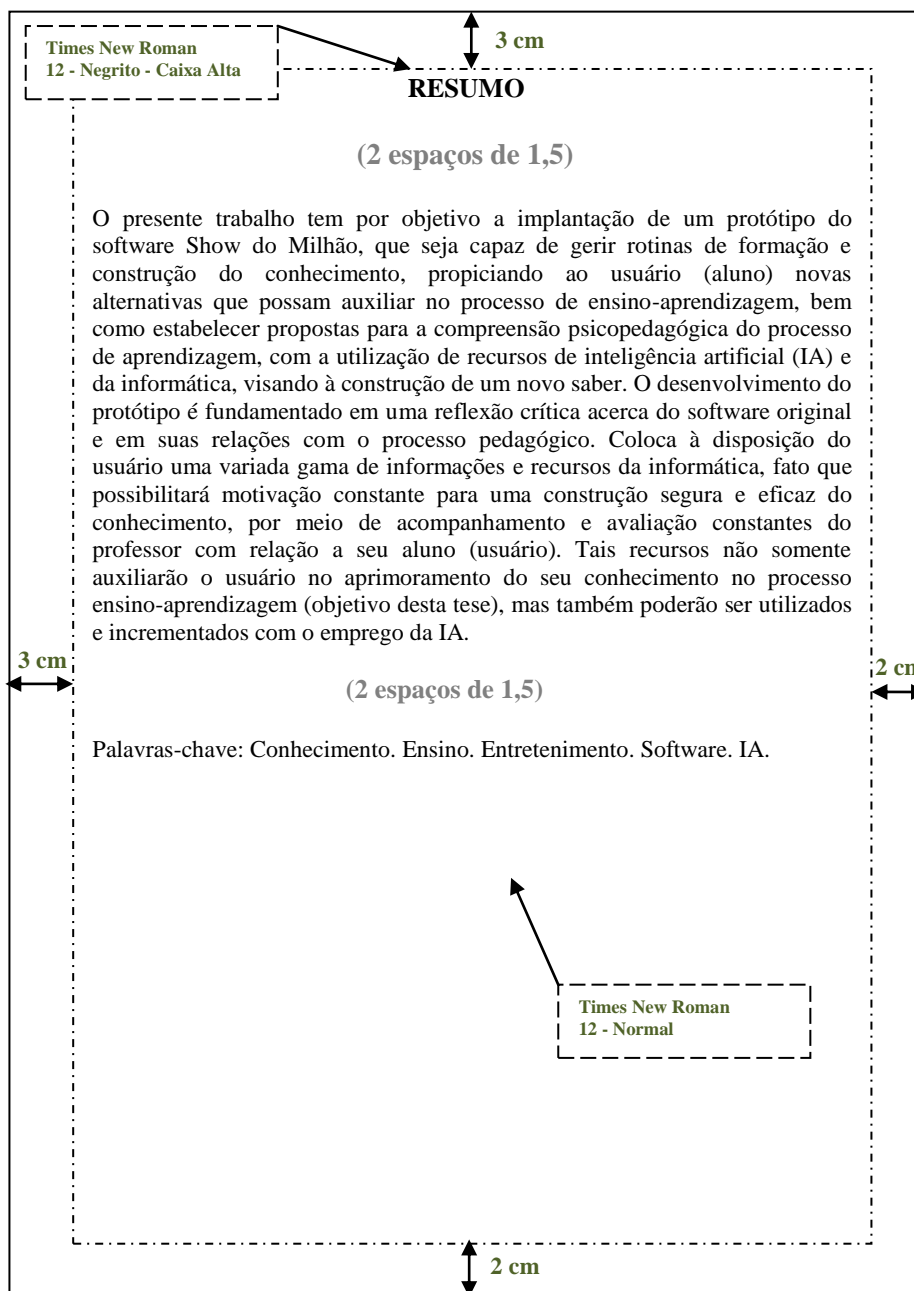 3 cm
Times New Roman
12 - Negrito - Caixa Alta
RESUMO
(2 espaços de 1,5)
O presente trabalho tem por objetivo a implantação de um protótipo do
software Show do Milhão, que seja capaz de gerir rotinas de formação e
construção do conhecimento, propiciando ao usuário (aluno) novas
alternativas que possam auxiliar no processo de ensino-aprendizagem, bem
como estabelecer propostas para a compreensão psicopedagógica do processo
de aprendizagem, com a utilização de recursos de inteligência artificial (IA) e
da informática, visando à construção de um novo saber. O desenvolvimento do
protótipo é fundamentado em uma reflexão crítica acerca do software original
e em suas relações com o processo pedagógico. Coloca à disposição do
usuário uma variada gama de informações e recursos da informática, fato que
possibilitará motivação constante para uma construção segura e eficaz do
conhecimento, por meio de acompanhamento e avaliação constantes do
professor com relação a seu aluno (usuário). Tais recursos não somente
auxiliarão o usuário no aprimoramento do seu conhecimento no processo
ensino-aprendizagem (objetivo desta tese), mas também poderão ser utilizados
e incrementados com o emprego da IA.
3 cm
2 cm
(2 espaços de 1,5)
Palavras-chave: Conhecimento. Ensino. Entretenimento. Software. IA.
Times New Roman
12 - Normal
2 cm